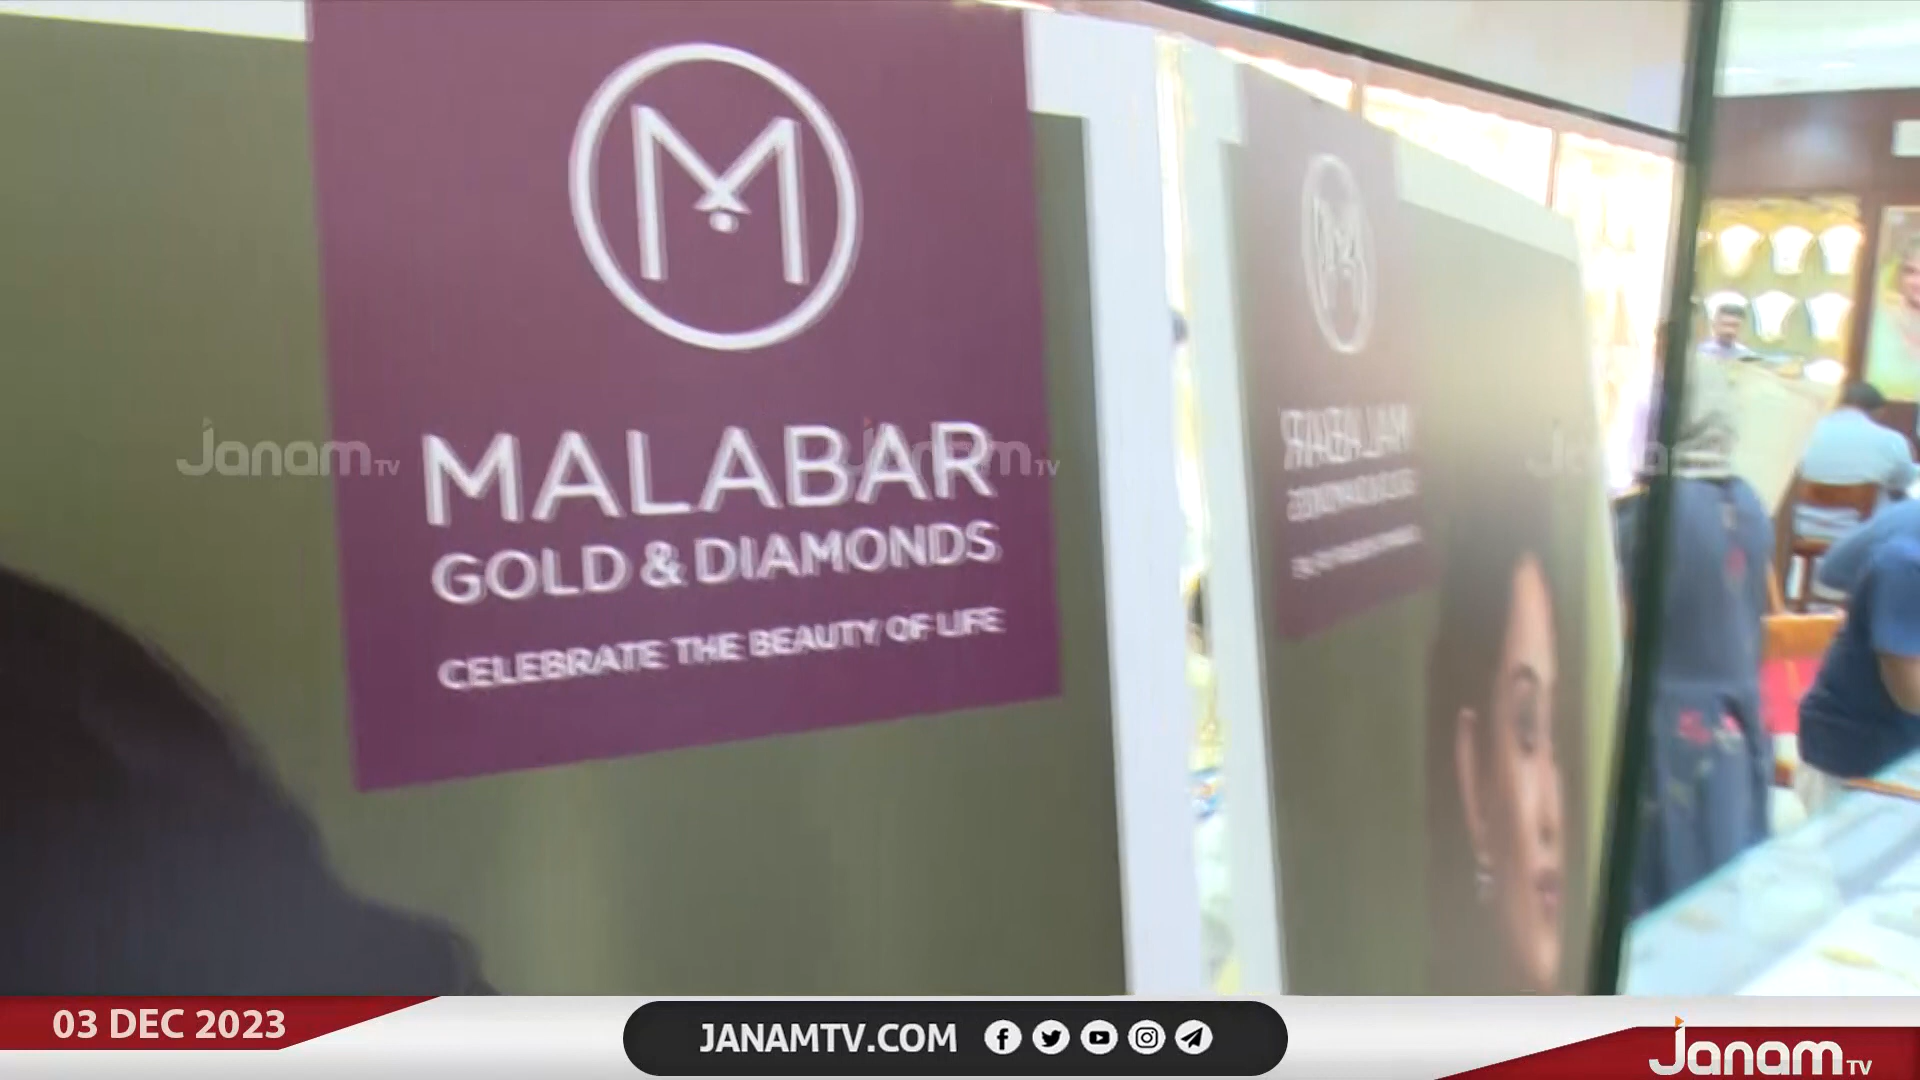 MALABAR
GOLD & DIAMONDS
CELEBRATE THE BEAUTY OF LIFE
Janam TV
Janam TV
03 DEC 2023
JANAMTV.COM
Janam TV